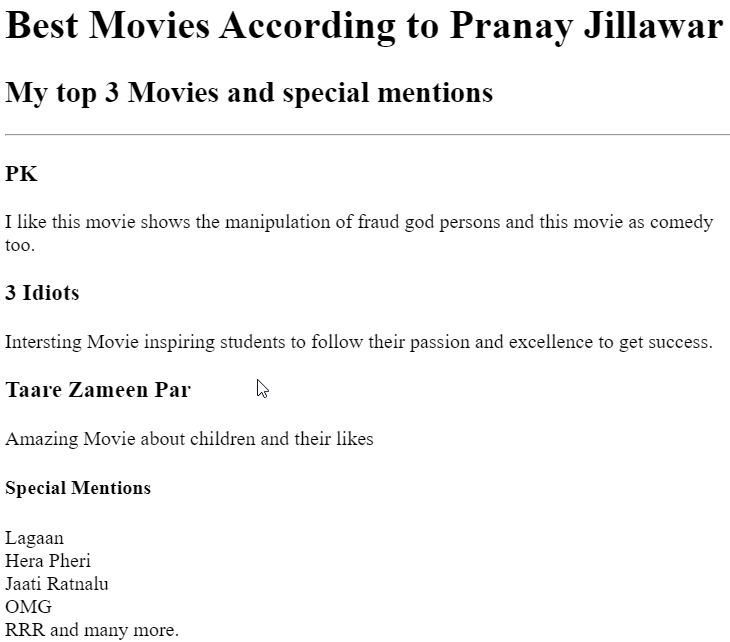 Best Movies According to Pranay Jillawar
My top 3 Movies and special mentions
PK
I like this movie shows the manipulation of fraud god persons and this movie as comedy
too.
3 Idiots
Intersting Movie inspiring students to follow their passion and excellence to get success.
Taare Zameen Par
Amazing Movie about children and their likes
Special Mentions
Lagaan
Hera Pheri
Jaati Ratnalu
OMG
RRR and many more.